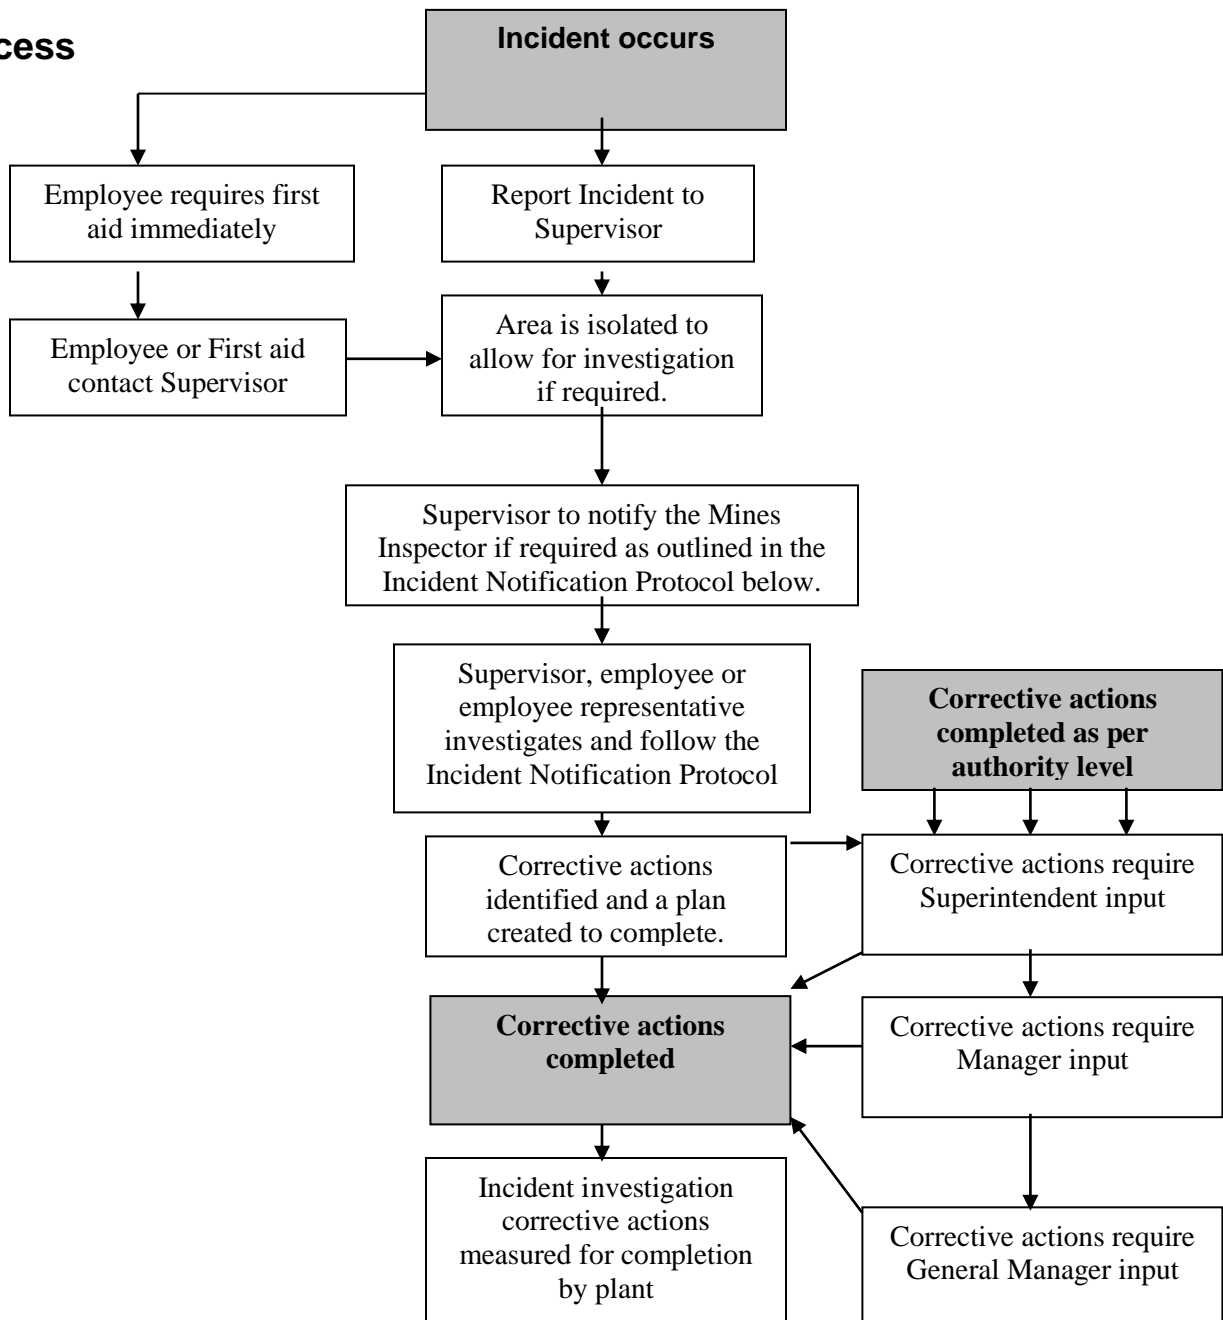 cess
Incident occurs
Employee requires first
aid immediately
Report Incident to
Supervisor
Employee or First aid
contact Supervisor
Area is isolated to
allow for investigation
if required.
Supervisor to notify the Mines
Inspector if required as outlined in the
Incident Notification Protocol below.
Supervisor, employee or
employee representative
investigates and follow the
Incident Notification Protocol
Corrective actions
completed as per
authority level
Corrective actions
identified and a plan
created to complete.
Corrective actions require
Superintendent input
Corrective actions
completed
Corrective actions require
Manager input
Incident investigation
corrective actions
measured for completion
by plant
Corrective actions require
General Manager input